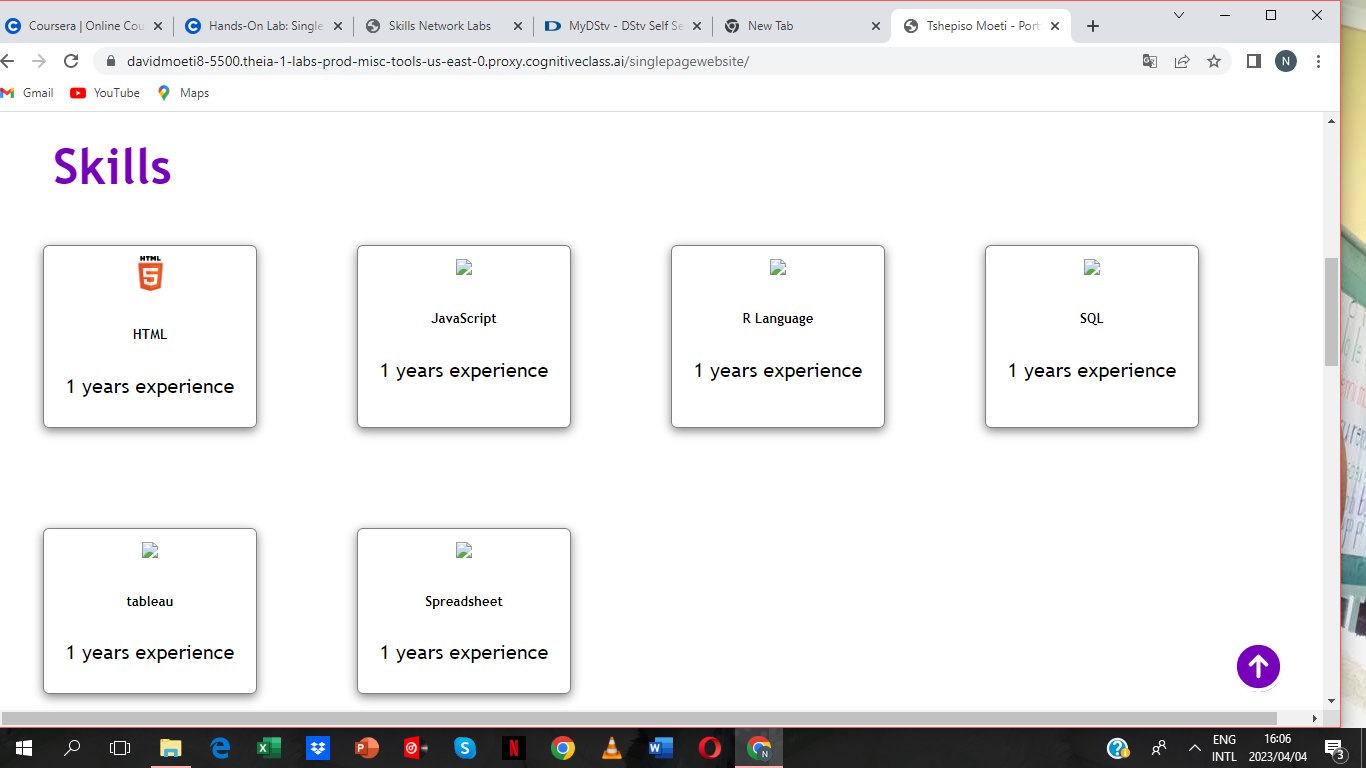 Coursera | Online Cou
Hands-On Lab: Single
Skills Network Labs
MyDStv - DStv Self Se
New Tab
Tshepiso Moeti - Port
davidmoeti8-5500.theia-1-labs-prod-misc-tools-us-east-0.proxy.cognitiveclass.ai/singlepagewebsite/
N
Gmail
YouTube
Maps
Skills
HTML
5
HTML
1 years experience
JavaScript
1 years experience
R Language
1 years experience
SQL
1 years experience
tableau
1 years experience
Spreadsheet
1 years experience
ENG
INTL
16:06
2023/04/04
3